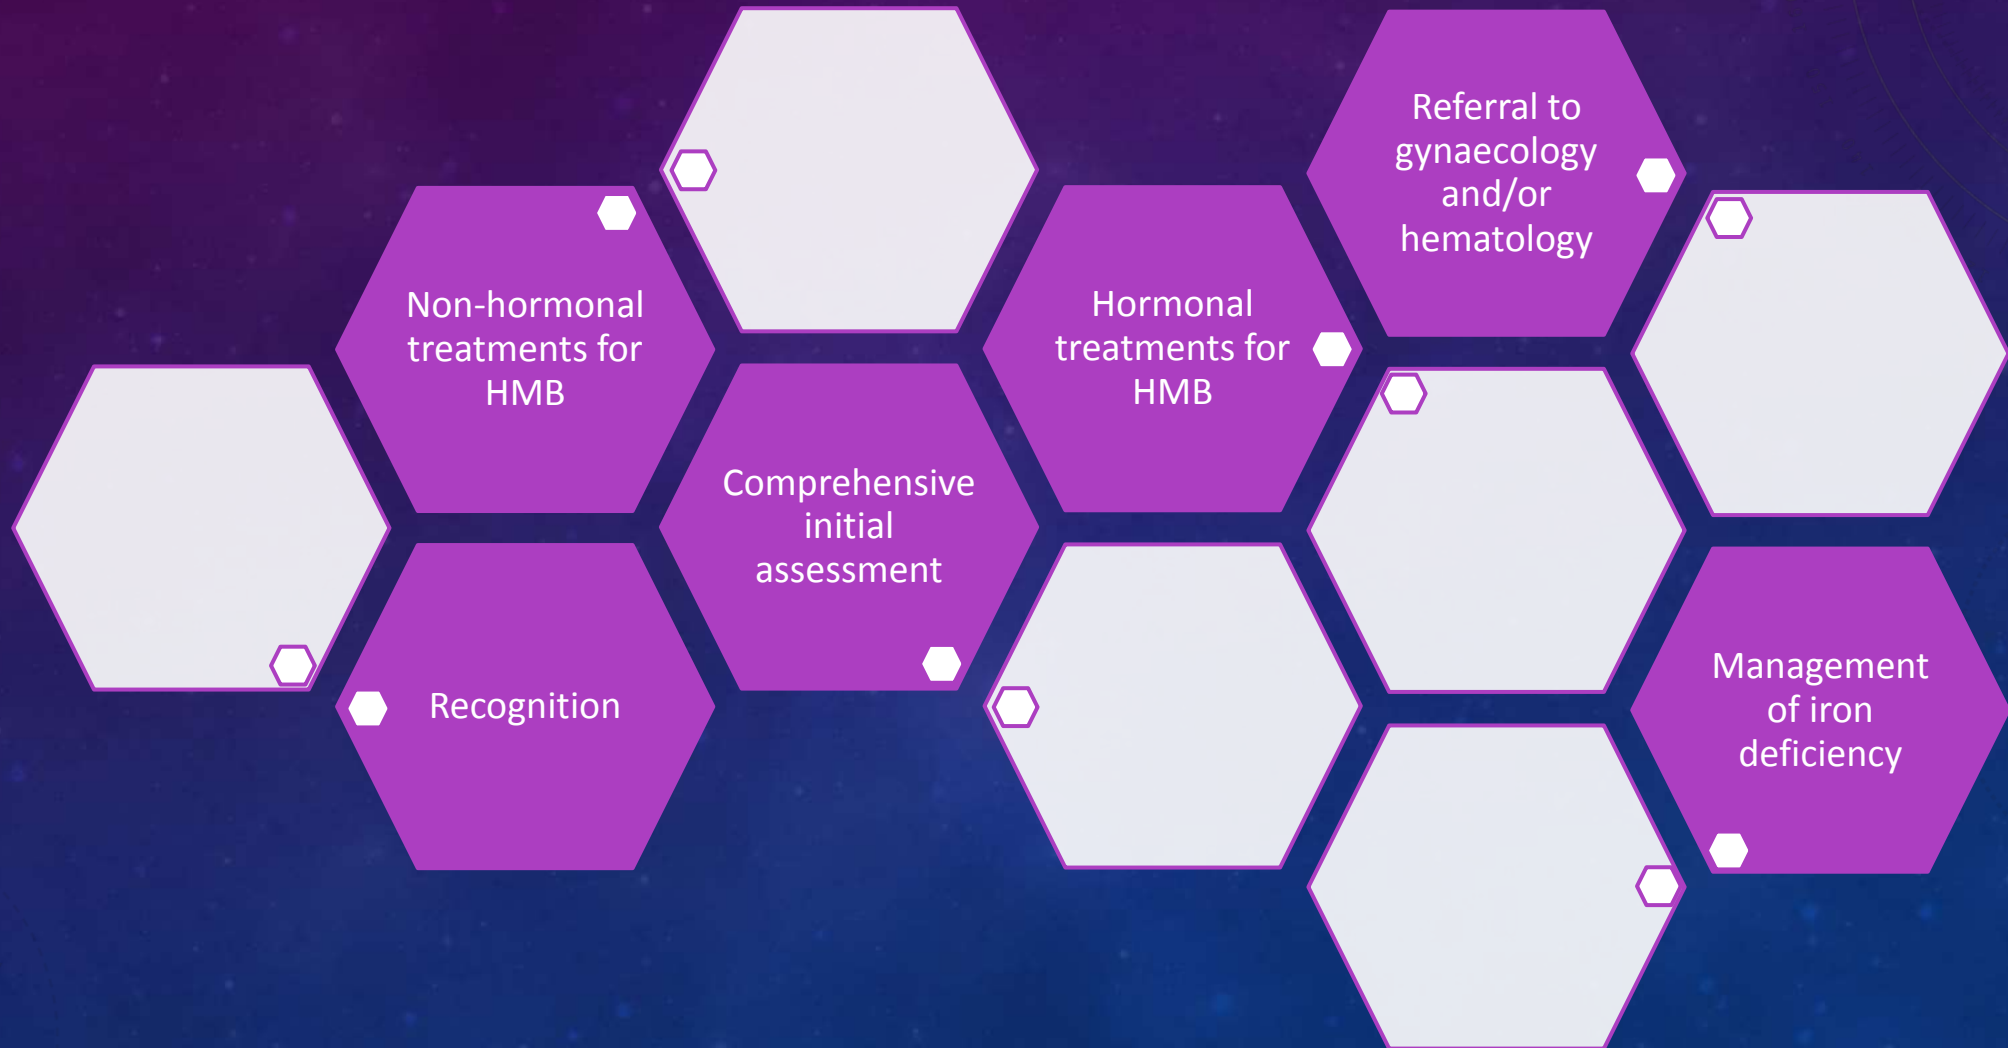 Non-hormonal
treatments for
HMB
Recognition
Comprehensive
initial
assessment
Hormonal
treatments for
HMB
Referral to
gynaecology
and/or
hematology
Management
of iron
deficiency